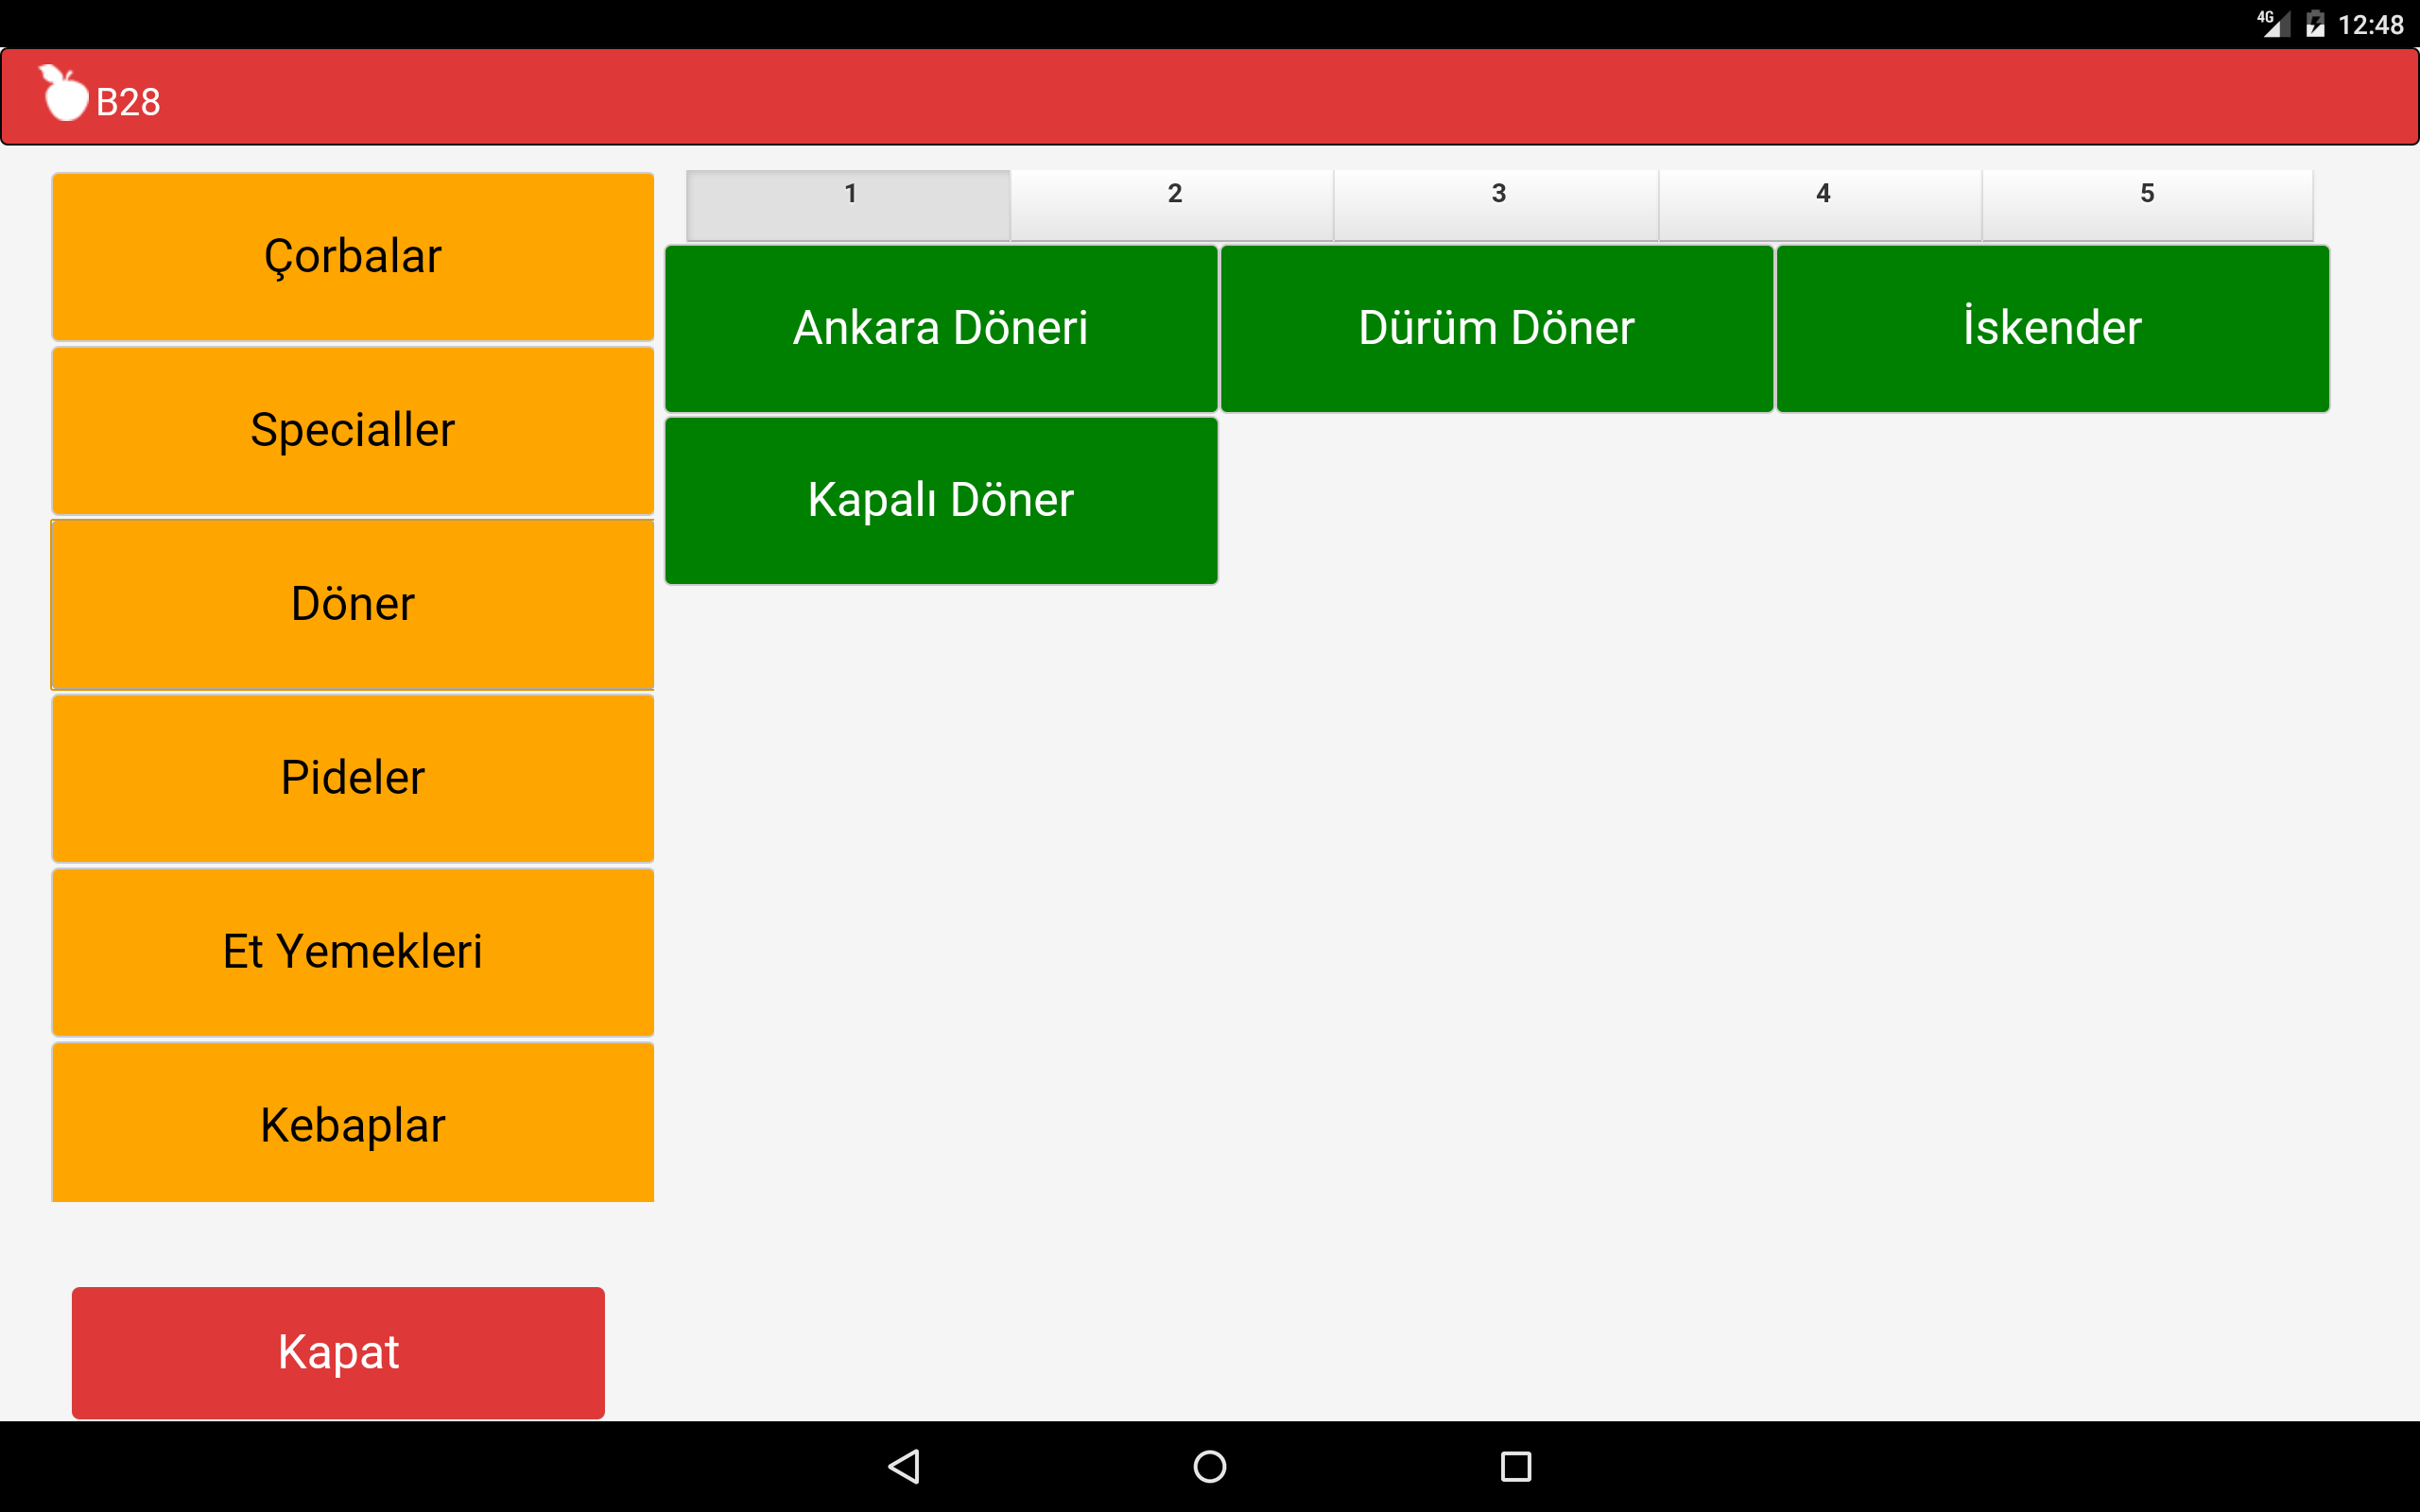 4G 12:48
B28
Çorbalar
Specialler
Döner
Pideler
Et Yemekleri
Kebaplar
Kapat
1 2 3 4 5
Ankara Döneri Dürüm Döner İskender
Kapalı Döner